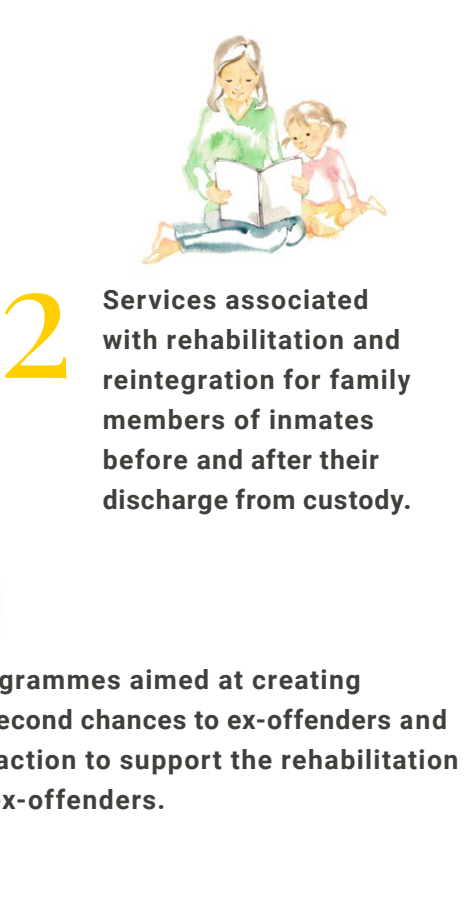 2
Services associated
with rehabilitation and
reintegration for family
members of inmates
before and after their
discharge from custody.
grammes aimed at creating
econd chances to ex-offenders and
action to support the rehabilitation
x-offenders.